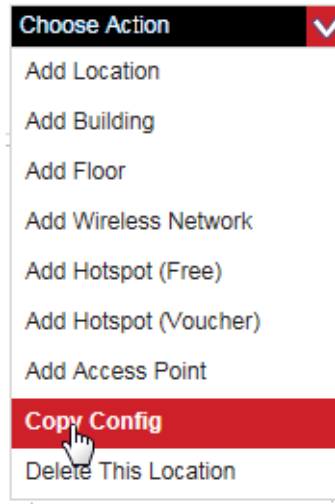 Choose Action
Add Location
Add Building
Add Floor
Add Wireless Network
Add Hotspot (Free)
Add Hotspot (Voucher)
Add Access Point
Copy Config
Delete This Location